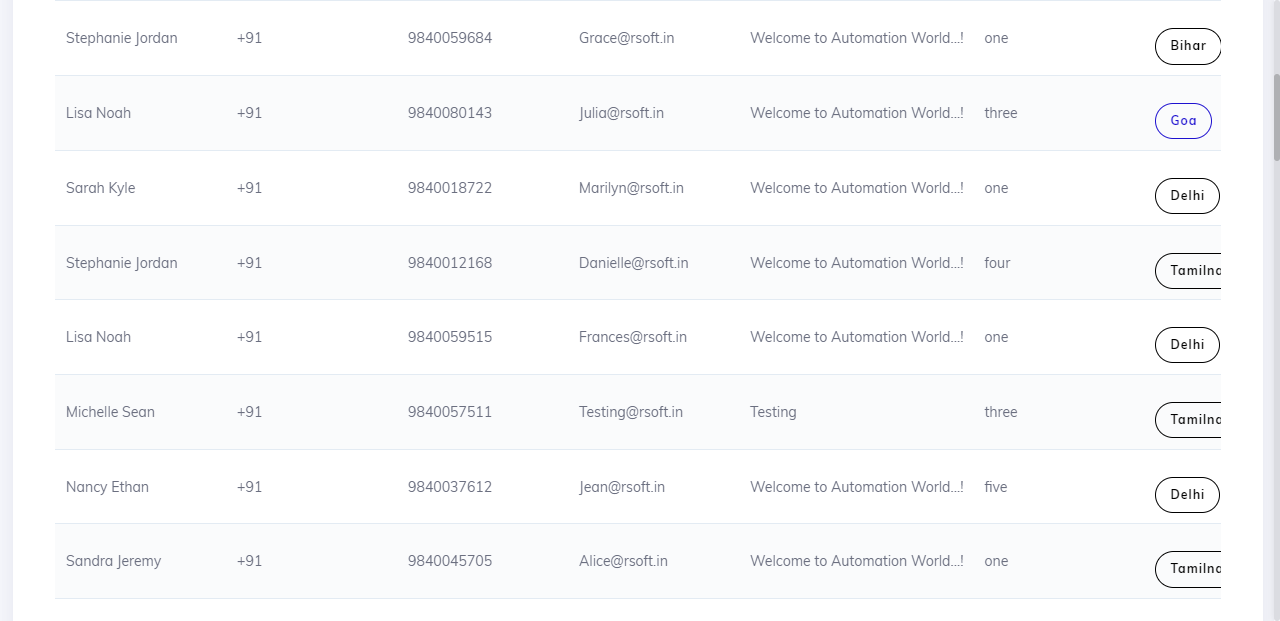 Stephanie Jordan +91 9840059684 Grace@rsoft.in Welcome to Automation World...! one Bihar
Lisa Noah +91 9840080143 Julia@rsoft.in Welcome to Automation World...! three Goa
Sarah Kyle +91 9840018722 Marilyn@rsoft.in Welcome to Automation World...! one Delhi
Stephanie Jordan +91 9840012168 Danielle@rsoft.in Welcome to Automation World...! four Tamilna
Lisa Noah +91 9840059515 Frances@rsoft.in Welcome to Automation World...! one Delhi
Michelle Sean +91 9840057511 Testing@rsoft.in Testing three Tamilna
Nancy Ethan +91 9840037612 Jean@rsoft.in Welcome to Automation World...! five Delhi
Sandra Jeremy +91 9840045705 Alice@rsoft.in Welcome to Automation World...! one Tamilna